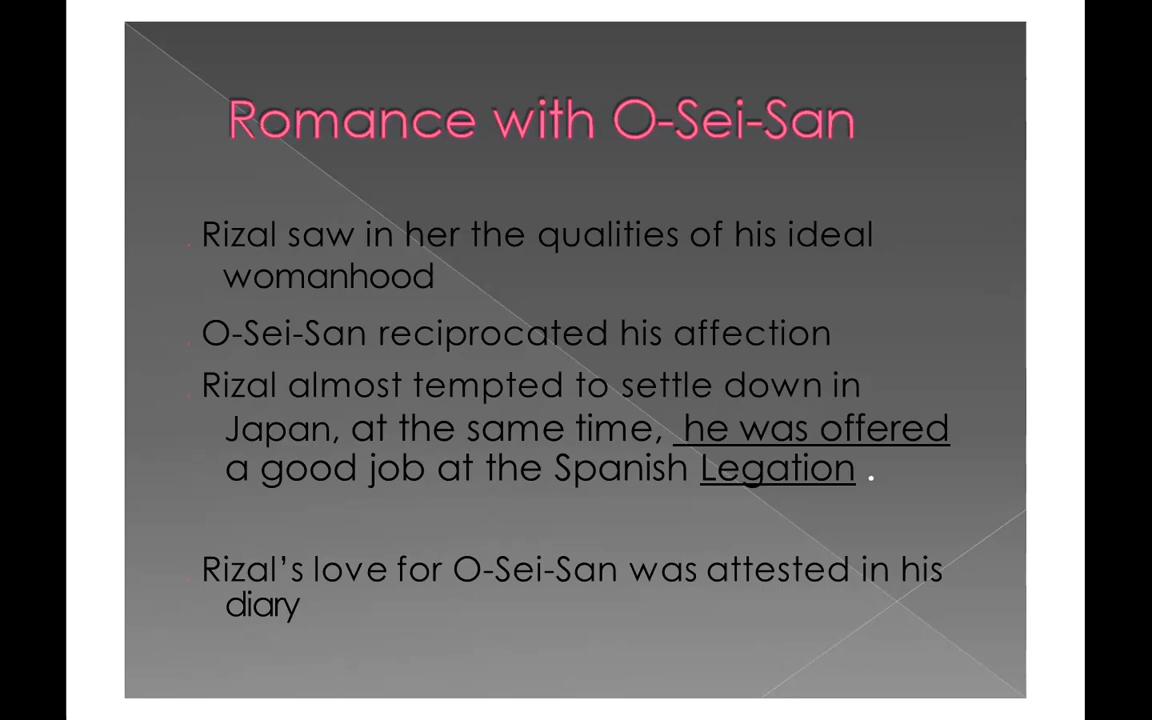 Romance with O-Sei-San
Rizal saw in her the qualities of his ideal
womanhood
O-Sei-San reciprocated his affection
Rizal almost tempted to settle down in
Japan, at the same time, he was offered
a good job at the Spanish Legation .
Rizal’s love for O-Sei-San was attested in his
diary